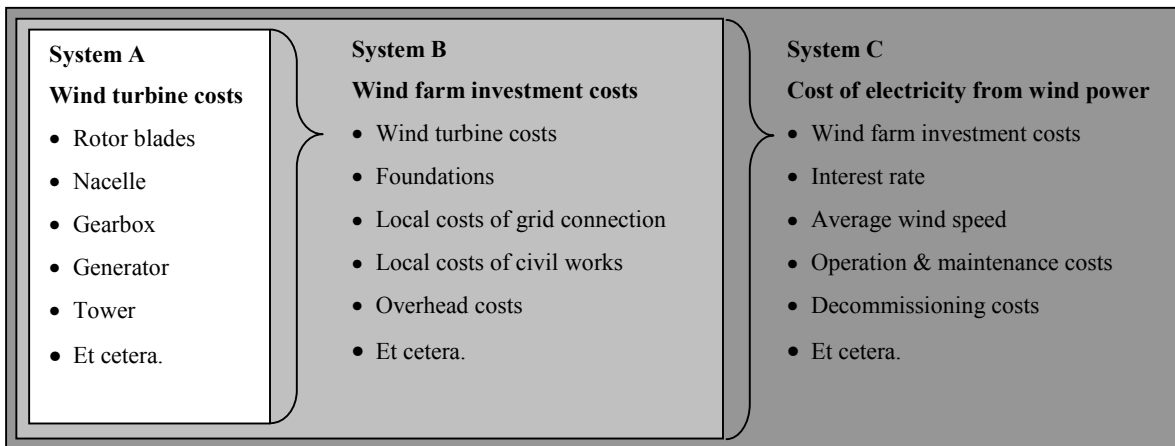 System A
Wind turbine costs
• Rotor blades
• Nacelle
• Gearbox
• Generator
• Tower
• Et cetera.
System B
Wind farm investment costs
• Wind turbine costs
• Foundations
• Local costs of grid connection
• Local costs of civil works
• Overhead costs
• Et cetera.
System C
Cost of electricity from wind power
• Wind farm investment costs
• Interest rate
• Average wind speed
• Operation & maintenance costs
• Decommissioning costs
• Et cetera.